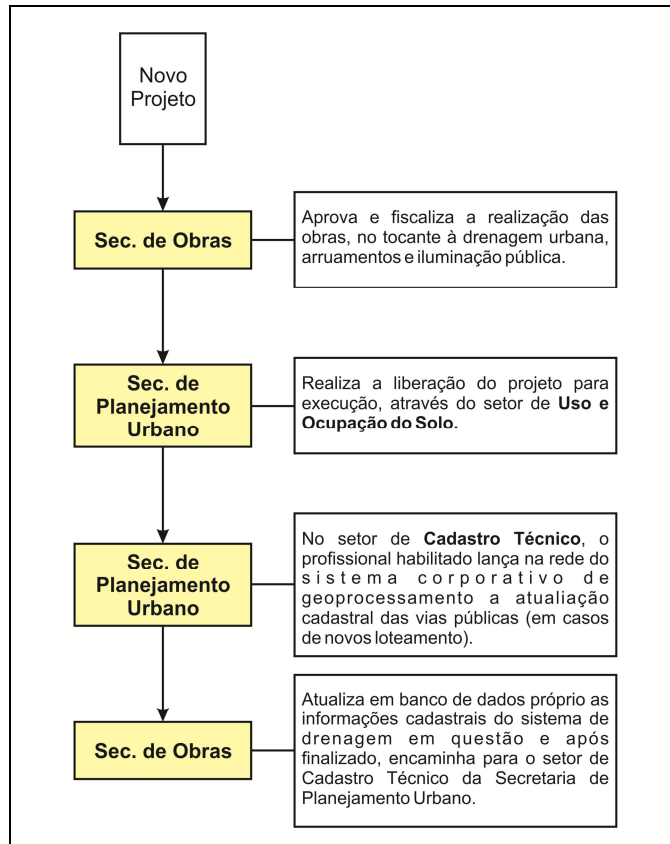 Novo
Projeto
Sec. de Obras
Aprova e fiscaliza a realização das
obras, no tocante à drenagem urbana,
arruamentos e iluminação pública.
Sec. de
Planejamento
Urbano
Realiza a liberação do projeto para
execução, através do setor de Uso e
Ocupação do Solo.
Sec. de
Planejamento
Urbano
No setor de Cadastro Técnico, o
profissional habilitado lança na rede do
sistema corporativo de
geoprocessamento a atualiação
cadastral das vias públicas (em casos
de novos loteamento).
Sec. de Obras
Atualiza em banco de dados próprio as
informações cadastrais do sistema de
drenagem em questão e após
finalizado, encaminha para o setor de
Cadastro Técnico da Secretaria de
Planejamento Urbano.